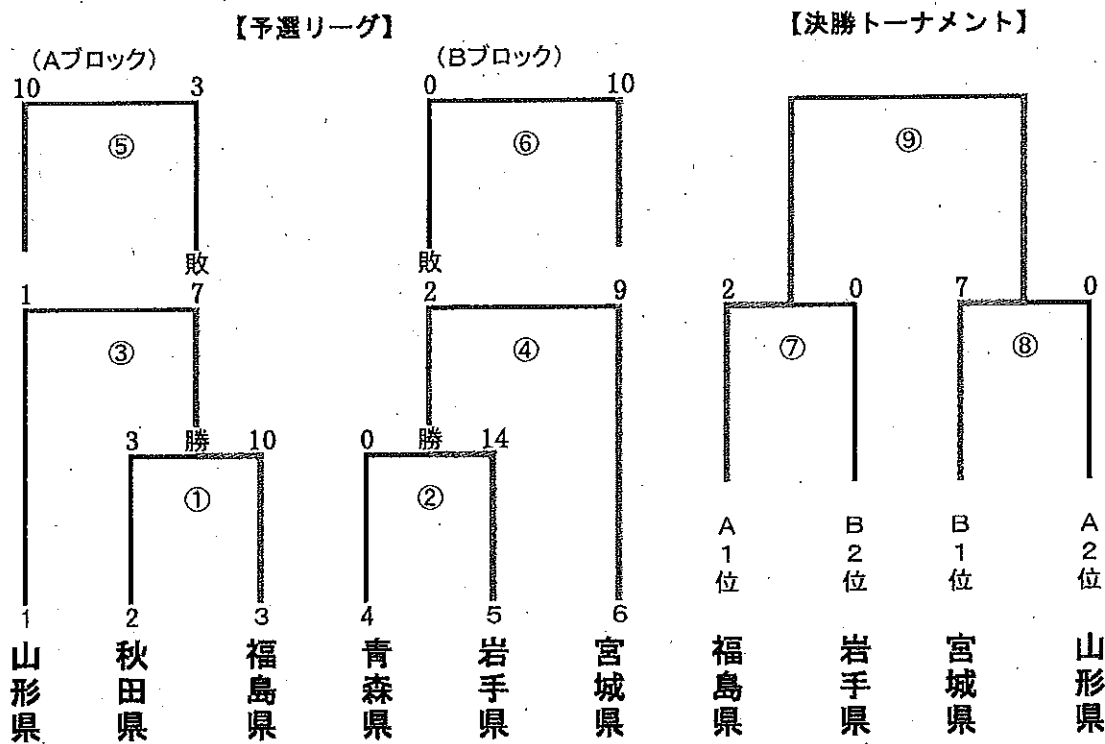 【予選リーグ】
【決勝トーナメント】
(Aブロック)
(Bブロック)
10 3
0 10
⑤
⑥
⑨
敗
敗
1 7
2 9
2 0
7 0
③
④
⑦
⑧
3 勝 10
0 勝 14
①
②
A1位
B2位
B1位
A2位
1
2
3
4
5
6
山形県
秋田県
福島県
青森県
岩手県
宮城県
福島県
岩手県
宮城県
山形県